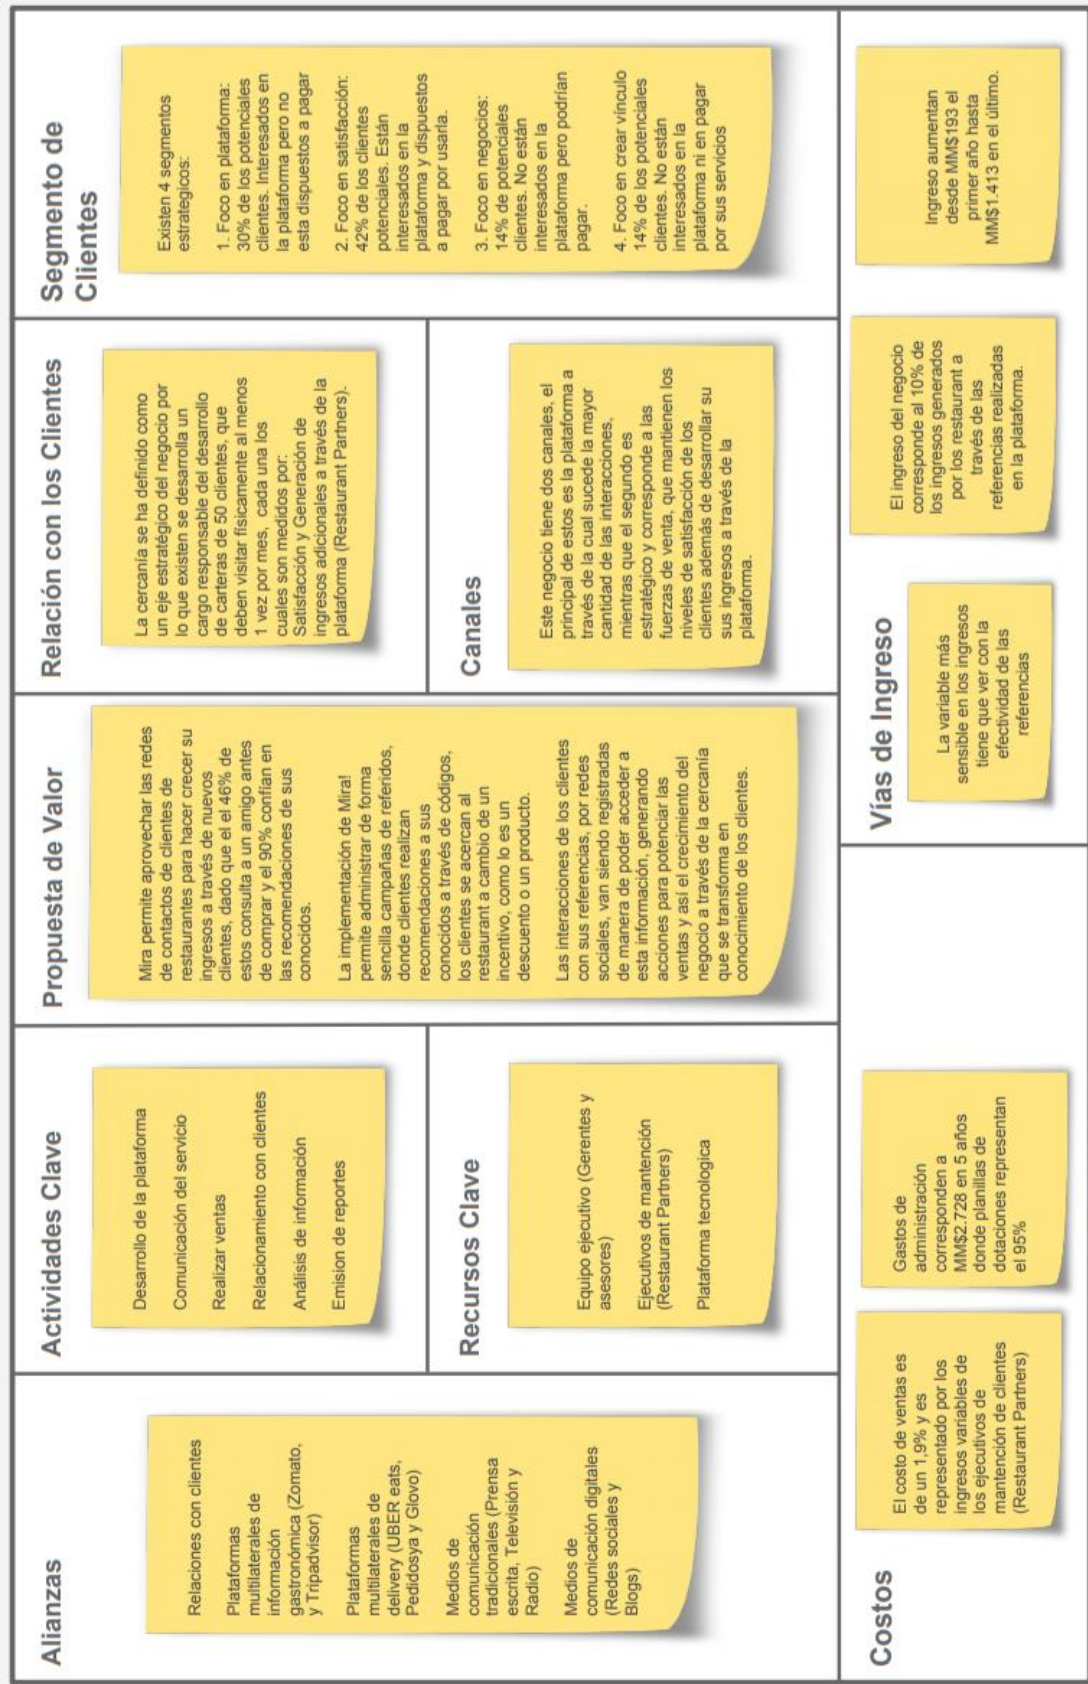 Alianzas
Relaciones con clientes
Plataformas
multilaterales de
información
gastronómica (Zomato,
y Tripadvisor)
Plataformas
multilaterales de
delivery (UBER eats,
Pedidosya y Glovo)
Medios de
comunicación
tradicionales (Prensa
escrita, Televisión y
Radio)
Medios de
comunicación digitales
(Redes sociales y
Blogs)
Actividades Clave
Desarrollo de la plataforma
Comunicación del servicio
Realizar ventas
Relacionamiento con clientes
Análisis de información
Emision de reportes
Recursos Clave
Equipo ejecutivo (Gerentes y
asesores)
Ejecutivos de mantención
(Restaurant Partners)
Plataforma tecnologica
Propuesta de Valor
Mira permite aprovechar las redes
de contactos de clientes de
restaurantes para hacer crecer su
ingresos a través de nuevos
clientes, dado que el el 46% de
estos consulta a un amigo antes
de comprar y el 90% confían en
las recomendaciones de sus
conocidos.
La implementación de Mira!
permite administrar de forma
sencilla campañas de referidos,
donde clientes realizan
recomendaciones a sus
conocidos a través de códigos,
los clientes se acercan al
restaurant a cambio de un
incentivo, como lo es un
descuento o un producto.
Las interacciones de los clientes
con sus referencias, por redes
sociales, van siendo registradas
de manera de poder acceder a
esta información, generando
acciones para potenciar las
ventas y así el crecimiento del
negocio a través de la cercanía
que se transforma en
conocimiento de los clientes.
Relación con los Clientes
La cercanía se ha definido como
un eje estratégico del negocio por
lo que existen se desarrolla un
cargo responsable del desarrollo
de carteras de 50 clientes, que
deben visitar físicamente al menos
1 vez por mes, cada una los
cuales son medidos por:
Satisfacción y Generación de
ingresos adicionales a través de la
plataforma (Restaurant Partners).
Canales
Este negocio tiene dos canales, el
principal de estos es la plataforma a
través de la cual sucede la mayor
cantidad de las interacciones,
mientras que el segundo es
estratégico y corresponde a las
fuerzas de venta, que mantienen los
niveles de satisfacción de los
clientes además de desarrollar su
sus ingresos a través de la
plataforma.
Segmento de
Clientes
Existen 4 segmentos
estrategicos:
1. Foco en plataforma:
30% de los potenciales
clientes. Interesados en
la plataforma pero no
esta dispuestos a pagar
2. Foco en satisfacción:
42% de los clientes
potenciales. Están
interesados en la
plataforma y dispuestos
a pagar por usarla.
3. Foco en negocios:
14% de potenciales
clientes. No están
interesados en la
plataforma pero podrían
pagar.
4. Foco en crear vínculo
14% de los potenciales
clientes. No están
interesados en la
plataforma ni en pagar
por sus servicios
Costos
El costo de ventas es
de un 1,9% y es
representado por los
ingresos variables de
los ejecutivos de
mantención de clientes
(Restaurant Partners)
Gastos de
administración
corresponden a
MM$2.728 en 5 años
donde planillas de
dotaciones representan
el 95%
Vías de Ingreso
La variable más
sensible en los ingresos
tiene que ver con la
efectividad de las
referencias
El ingreso del negocio
corresponde al 10% de
los ingresos generados
por los restaurant a
través de las
referencias realizadas
en la plataforma.
Ingreso aumentan
desde MM$193 el
primer año hasta
MM$1.413 en el último.